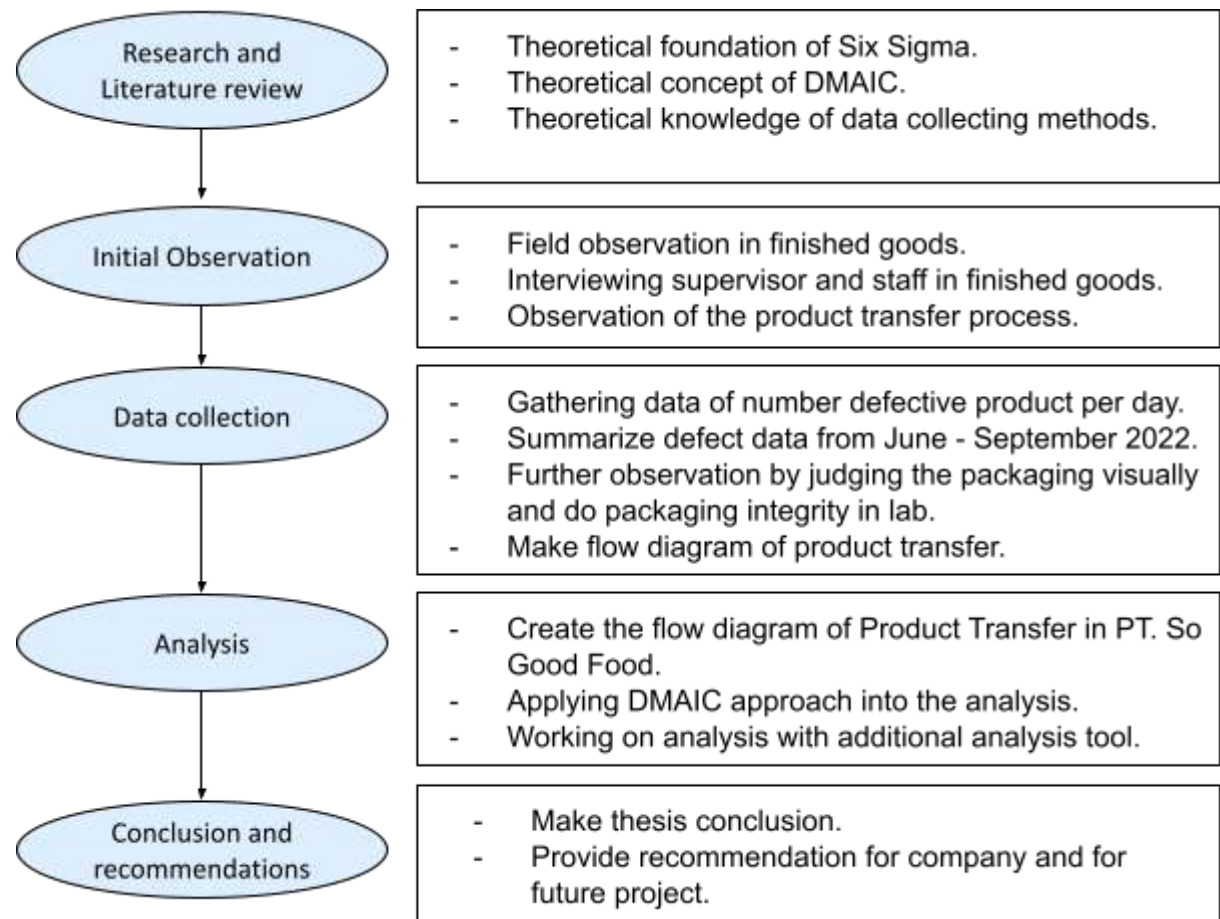 Research and
Literature review
- Theoretical foundation of Six Sigma.
- Theoretical concept of DMAIC.
- Theoretical knowledge of data collecting methods.
Initial Observation
- Field observation in finished goods.
- Interviewing supervisor and staff in finished goods.
- Observation of the product transfer process.
Data collection
- Gathering data of number defective product per day.
- Summarize defect data from June - September 2022.
- Further observation by judging the packaging visually
and do packaging integrity in lab.
- Make flow diagram of product transfer.
Analysis
- Create the flow diagram of Product Transfer in PT. So
Good Food.
- Applying DMAIC approach into the analysis.
- Working on analysis with additional analysis tool.
Conclusion and
recommendations
- Make thesis conclusion.
- Provide recommendation for company and for
future project.